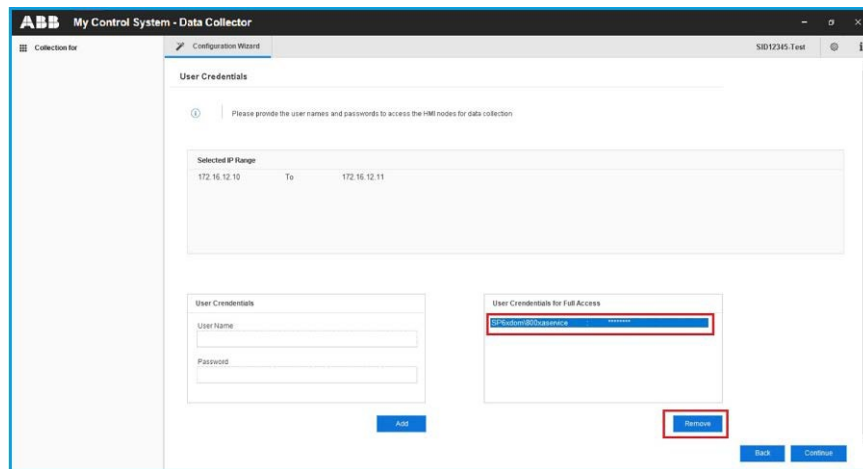 ABB My Control System - Data Collector
Collection for
Configuration Wizard
SID12345-Test
User Credentials
Please provide the user names and passwords to access the HMI nodes for data collection
Selected IP Range
172.16.12.10 To 172.16.12.11
User Crendentials
User Name
Password
Add
User Crendentials for Full Access
SP6xdom\800xaservice : ********
Remove
Back
Continue